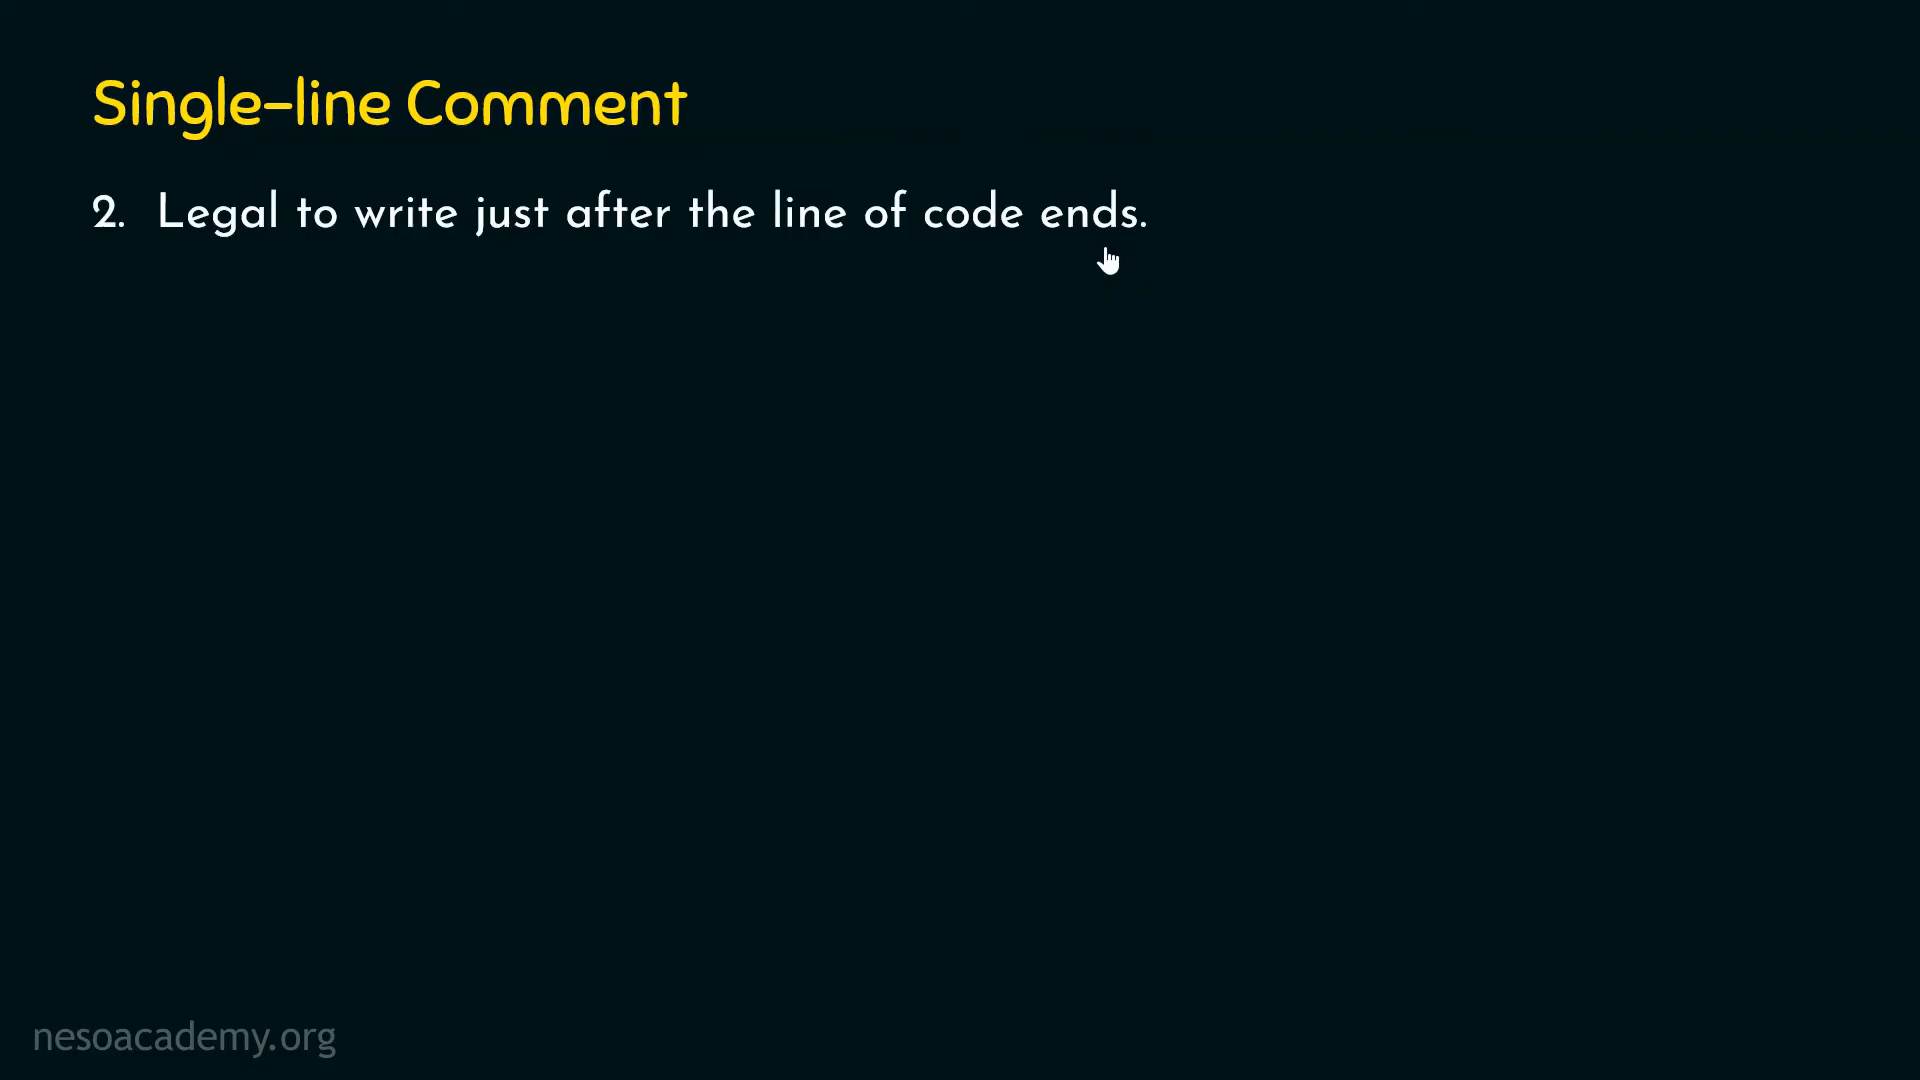 Single-line Comment
2. Legal to write just after the line of code ends.
nesoacademy.org